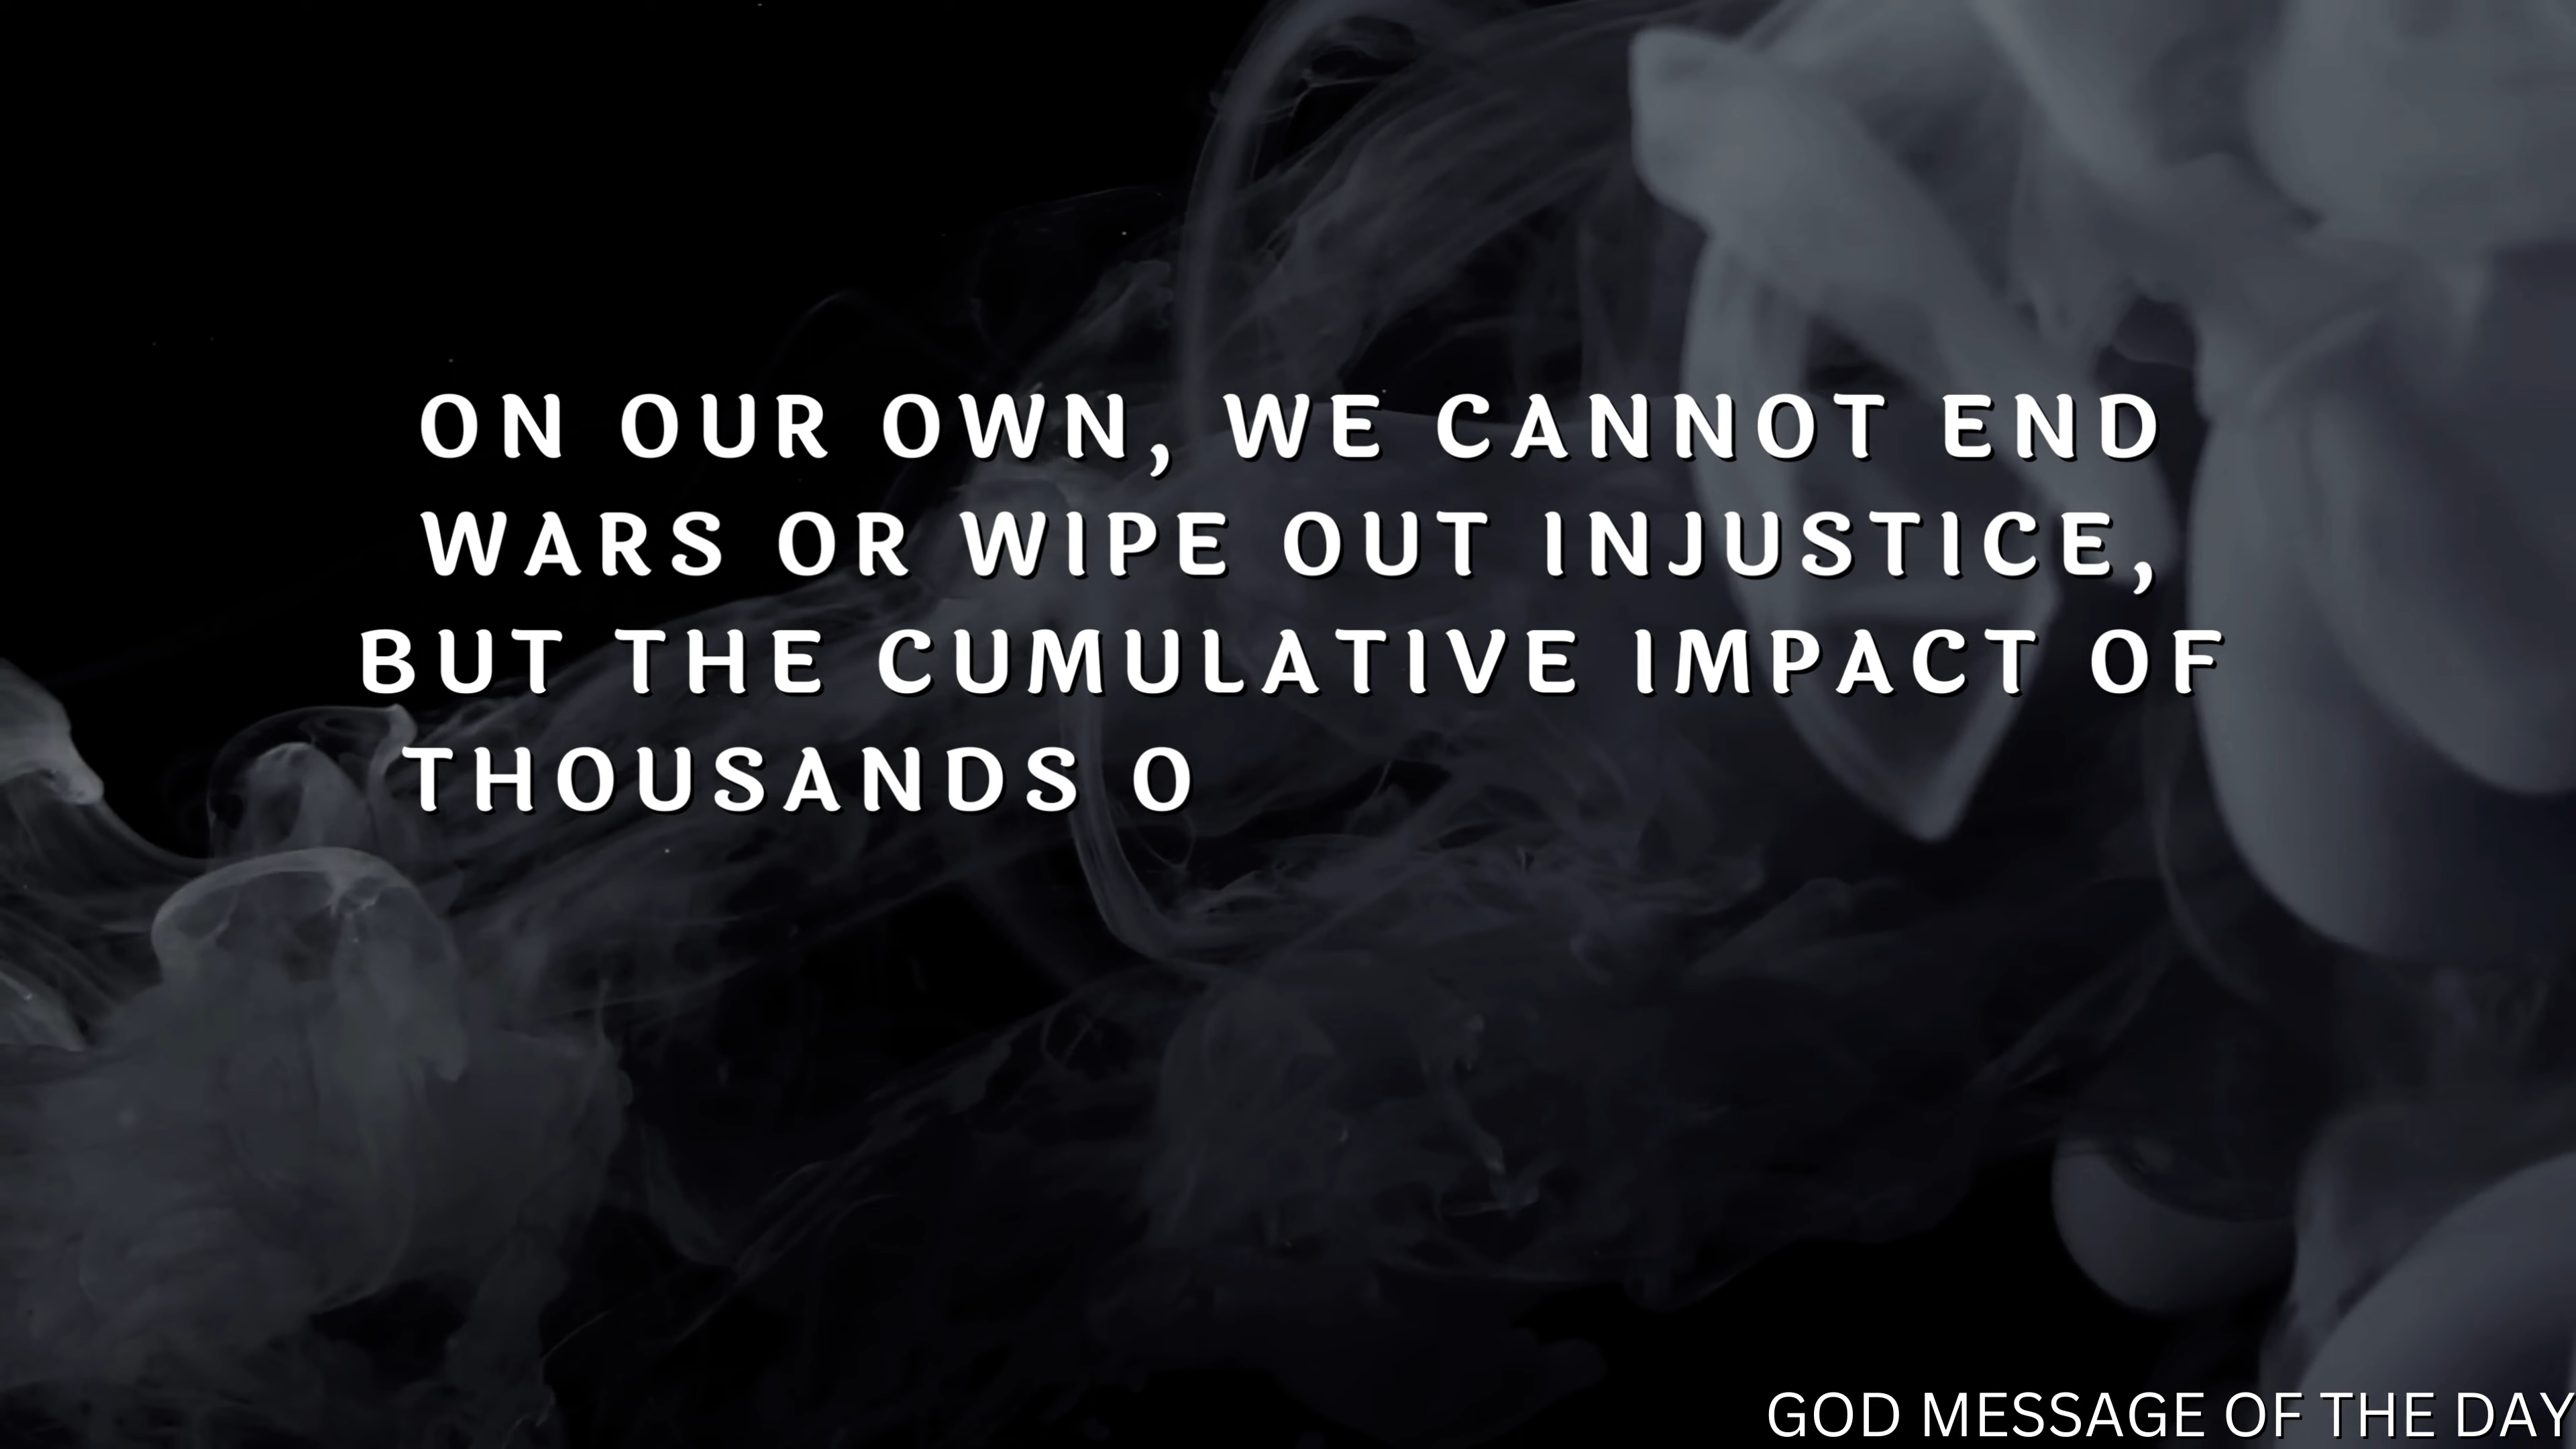 ON OUR OWN, WE CANNOT END
WARS OR WIPE OUT INJUSTICE,
BUT THE CUMULATIVE IMPACT OF
THOUSANDS O
GOD MESSAGE OF THE DAY